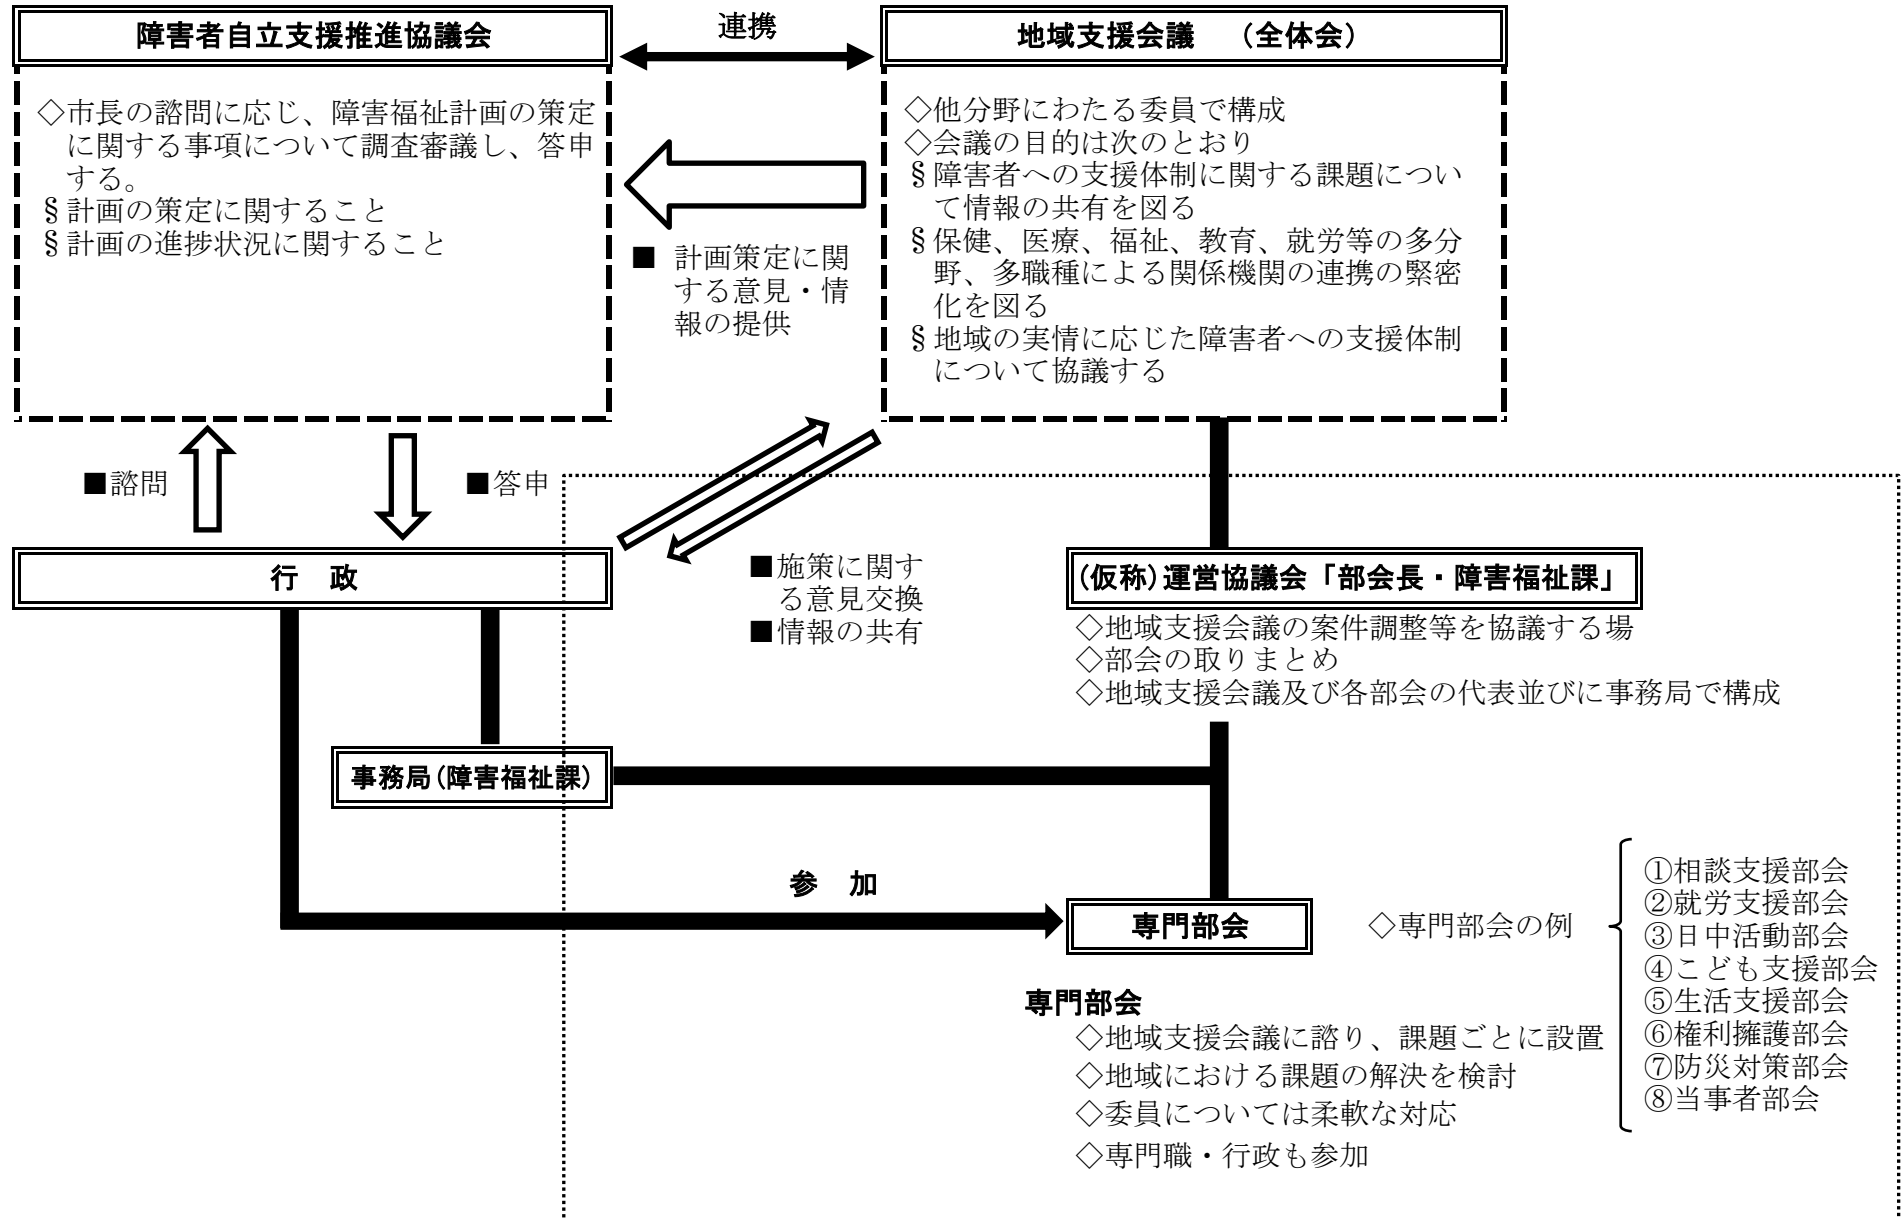 障害者自立支援推進協議会
◇市長の諮問に応じ、障害福祉計画の策定
に関する事項について調査審議し、答申
する。
§計画の策定に関すること
§計画の進捗状況に関すること
連携
■ 計画策定に関
する意見・情
報の提供
地域支援会議　（全体会）
◇他分野にわたる委員で構成
◇会議の目的は次のとおり
§障害者への支援体制に関する課題につい
て情報の共有を図る
§保健、医療、福祉、教育、就労等の多分
野、多職種による関係機関の連携の緊密
化を図る
§地域の実情に応じた障害者への支援体制
について協議する
■諮問
■答申
行　政
■施策に関す
る意見交換
■情報の共有
(仮称)運営協議会「部会長・障害福祉課」
◇地域支援会議の案件調整等を協議する場
◇部会の取りまとめ
◇地域支援会議及び各部会の代表並びに事務局で構成
事務局(障害福祉課)
参　加
専門部会
◇専門部会の例
①相談支援部会
②就労支援部会
③日中活動部会
④こども支援部会
⑤生活支援部会
⑥権利擁護部会
⑦防災対策部会
⑧当事者部会
専門部会
◇地域支援会議に諮り、課題ごとに設置
◇地域における課題の解決を検討
◇委員については柔軟な対応
◇専門職・行政も参加